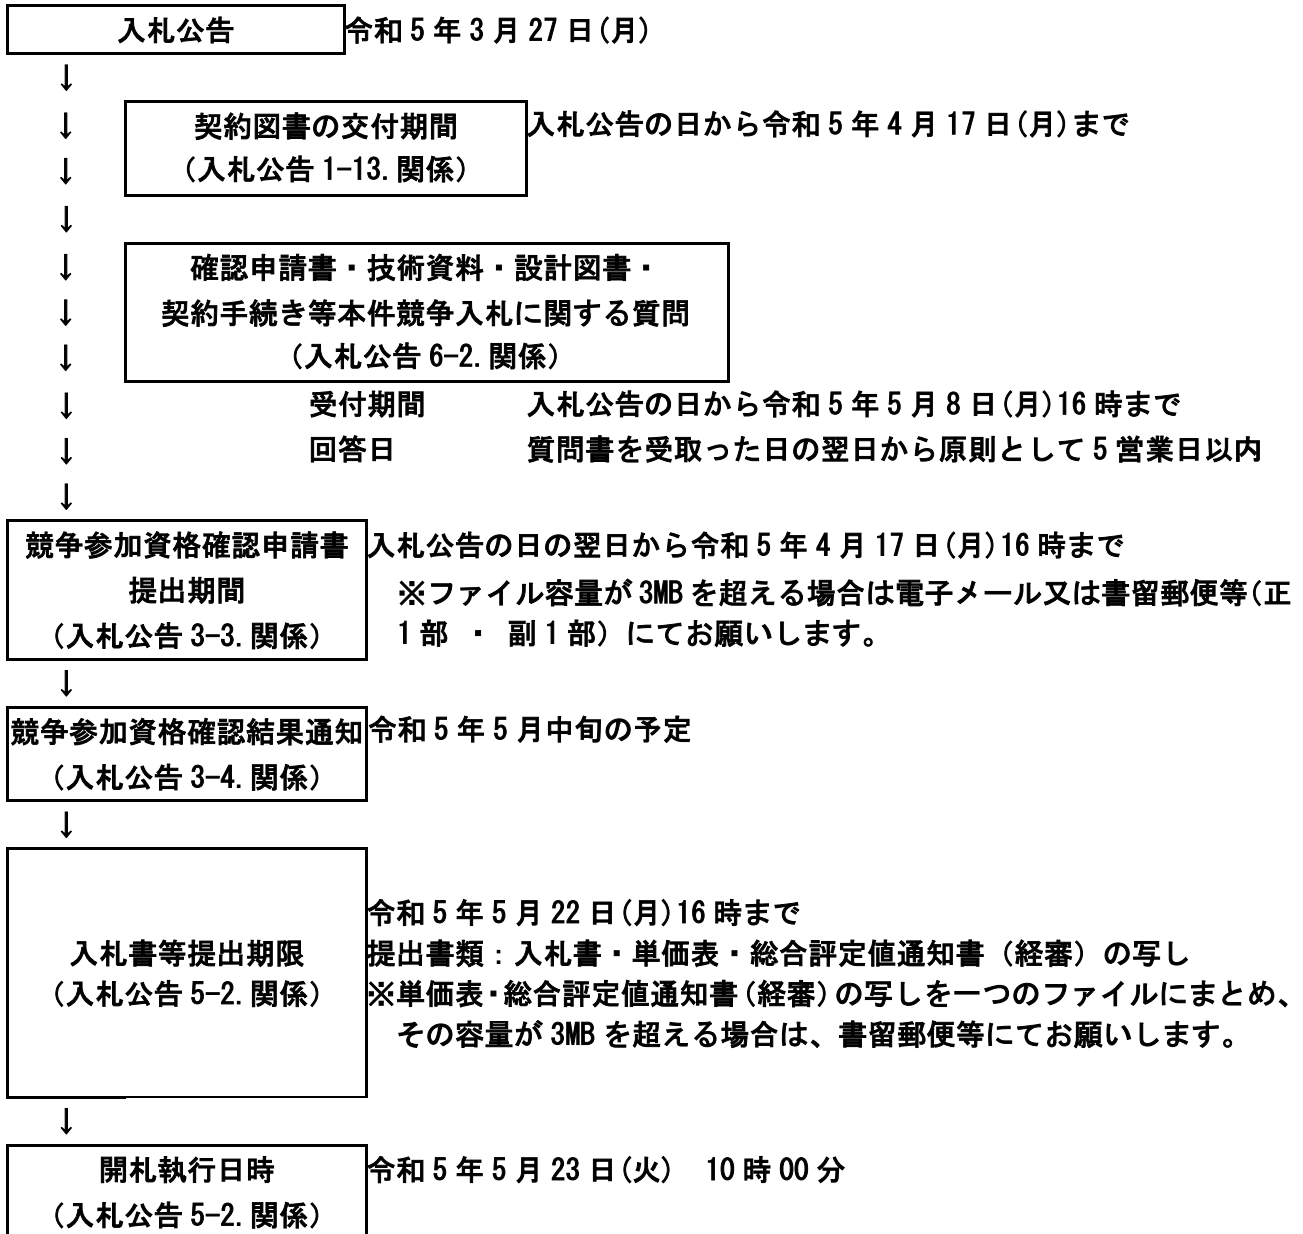 入札公告 令和5年3月27日(月)
↓
↓ 契約図書の交付期間 入札公告の日から令和5年4月17日(月)まで
↓ (入札公告1-13.関係)
↓
↓ 確認申請書・技術資料・設計図書・
↓ 契約手続き等本件競争入札に関する質問
↓ (入札公告6-2.関係)
↓ 受付期間 入札公告の日から令和5年5月8日(月)16時まで
↓ 回答日 質問書を受取った日の翌日から原則として5営業日以内
↓
競争参加資格確認申請書 入札公告の日の翌日から令和5年4月17日(月)16時まで
提出期間 ※ファイル容量が3MBを超える場合は電子メール又は書留郵便等(正
(入札公告3-3.関係) 1部 ・ 副1部) にてお願いします。
↓
競争参加資格確認結果通知 令和5年5月中旬の予定
(入札公告3-4.関係)
↓
令和5年5月22日(月)16時まで
入札書等提出期限 提出書類:入札書・単価表・総合評定値通知書(経審)の写し
(入札公告5-2.関係) ※単価表・総合評定値通知書(経審)の写しを一つのファイルにまとめ、
その容量が3MBを超える場合は、書留郵便等にてお願いします。
↓
開札執行日時 令和5年5月23日(火) 10時00分
(入札公告5-2.関係)